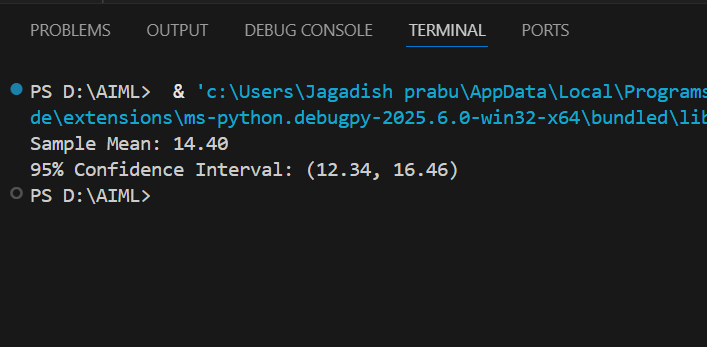 PROBLEMS OUTPUT DEBUG CONSOLE TERMINAL PORTS
PS D:\AIML>  & 'c:\Users\Jagadish prabu\AppData\Local\Programs
de\extensions\ms-python.debugpy-2025.6.0-win32-x64\bundled\lib
Sample Mean: 14.40
95% Confidence Interval: (12.34, 16.46)
PS D:\AIML>